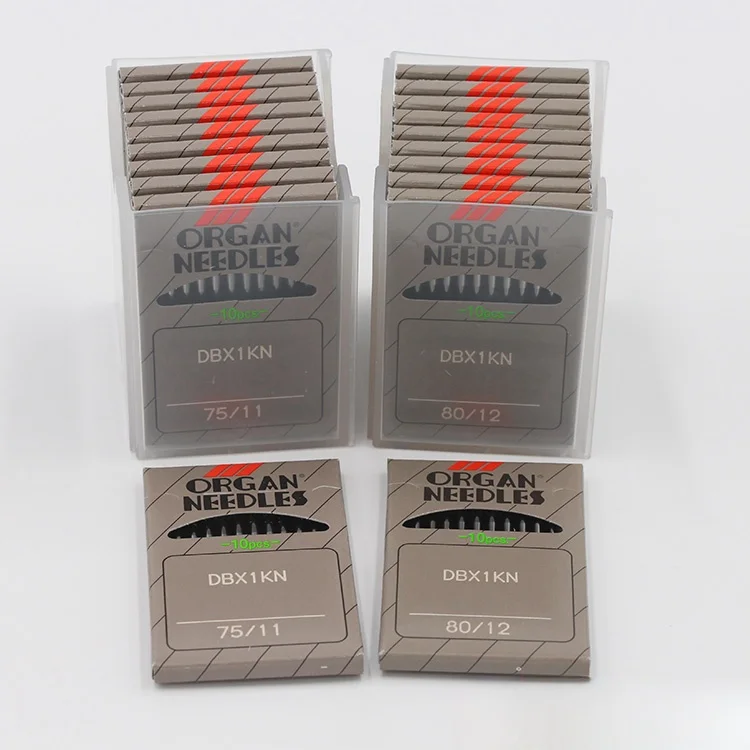 ORGAN®
NEEDLES
-10pcs-
DBX1KN
75/11
ORGAN®
NEEDLES
-10pcs-
DBX1KN
80/12
ORGAN®
NEEDLES
-10pcs-
DBX1KN
75/11
ORGAN®
NEEDLES
-10pcs-
DBX1KN
80/12